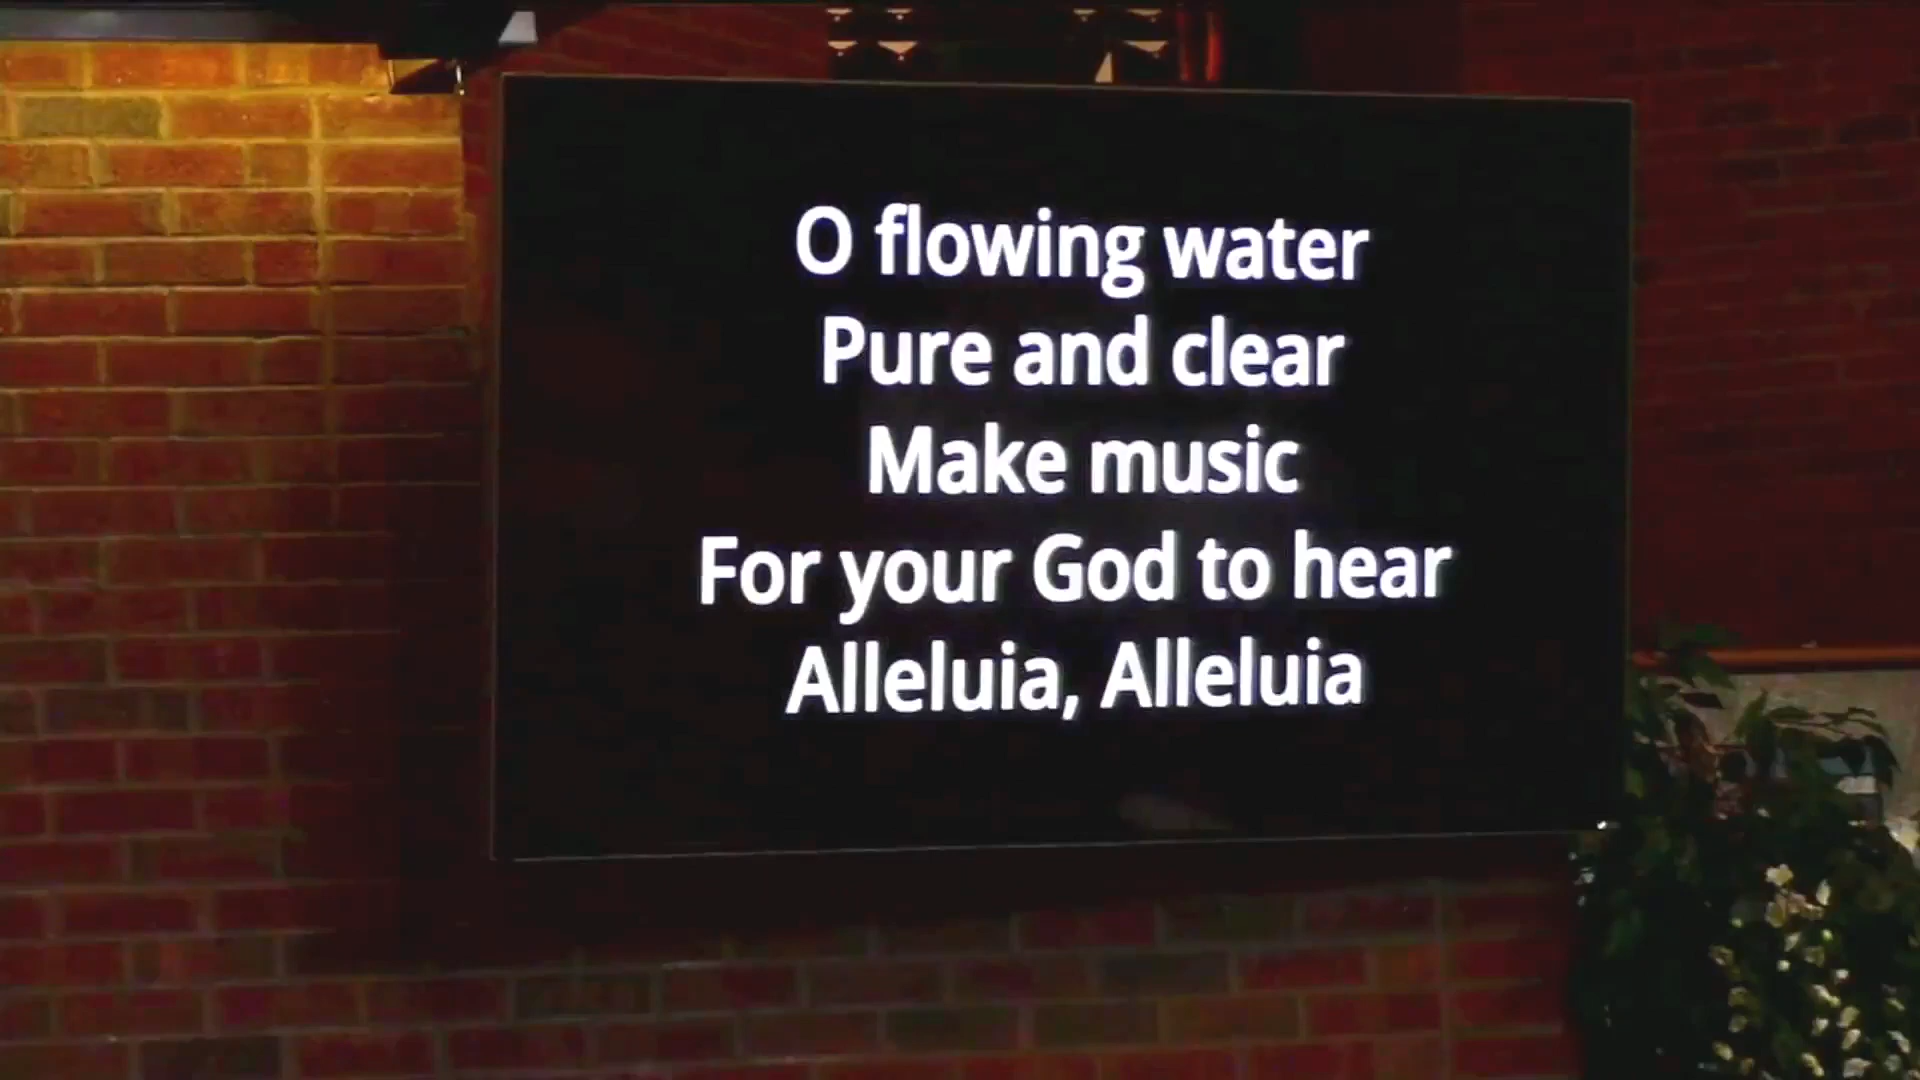 O flowing water
Pure and clear
Make music
For your God to hear
Alleluia, Alleluia